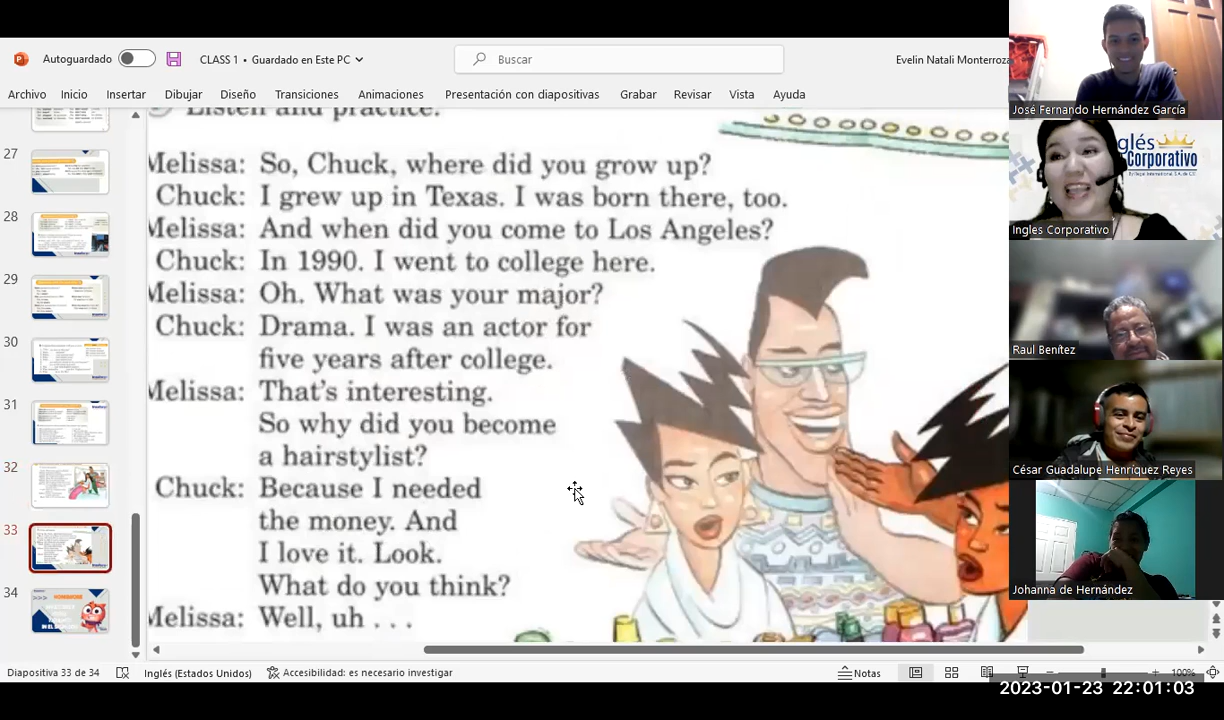 Autoguardado
CLASS 1 • Guardado en Este PC
Buscar
Evelin Natali Monterroza
Archivo Inicio Insertar Dibujar Diseño Transiciones Animaciones Presentación con diapositivas Grabar Revisar Vista Ayuda
Listen and practice.
Melissa: So, Chuck, where did you grow up?
Chuck: I grew up in Texas. I was born there, too.
Melissa: And when did you come to Los Angeles?
Chuck: In 1990. I went to college here.
Melissa: Oh. What was your major?
Chuck: Drama. I was an actor for
five years after college.
Melissa: That's interesting.
So why did you become
a hairstylist?
Chuck: Because I needed
the money. And
I love it. Look.
What do you think?
Melissa: Well, uh . . .
27
28
29
30
31
32
33
34
José Fernando Hernández García
Inglés Corporativo
Raul Benítez
César Guadalupe Henríquez Reyes
Johanna de Hernández
Diapositiva 33 de 34
Inglés (Estados Unidos)
Accesibilidad: es necesario investigar
Notas
100%
2023-01-23 22:01:03